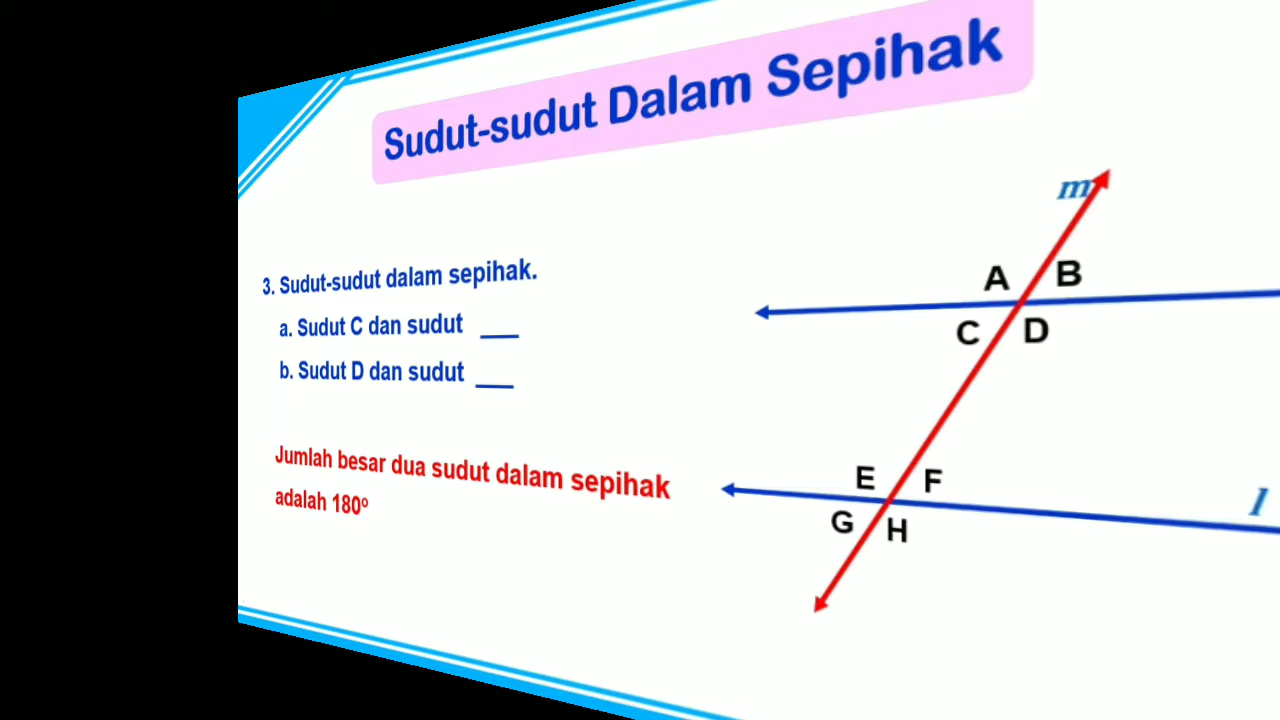 Sudut-sudut Dalam Sepihak
3. Sudut-sudut dalam sepihak.
a. Sudut C dan sudut ___
b. Sudut D dan sudut ___
Jumlah besar dua sudut dalam sepihak
adalah 180º
m
A B
C D
E F
l
G H